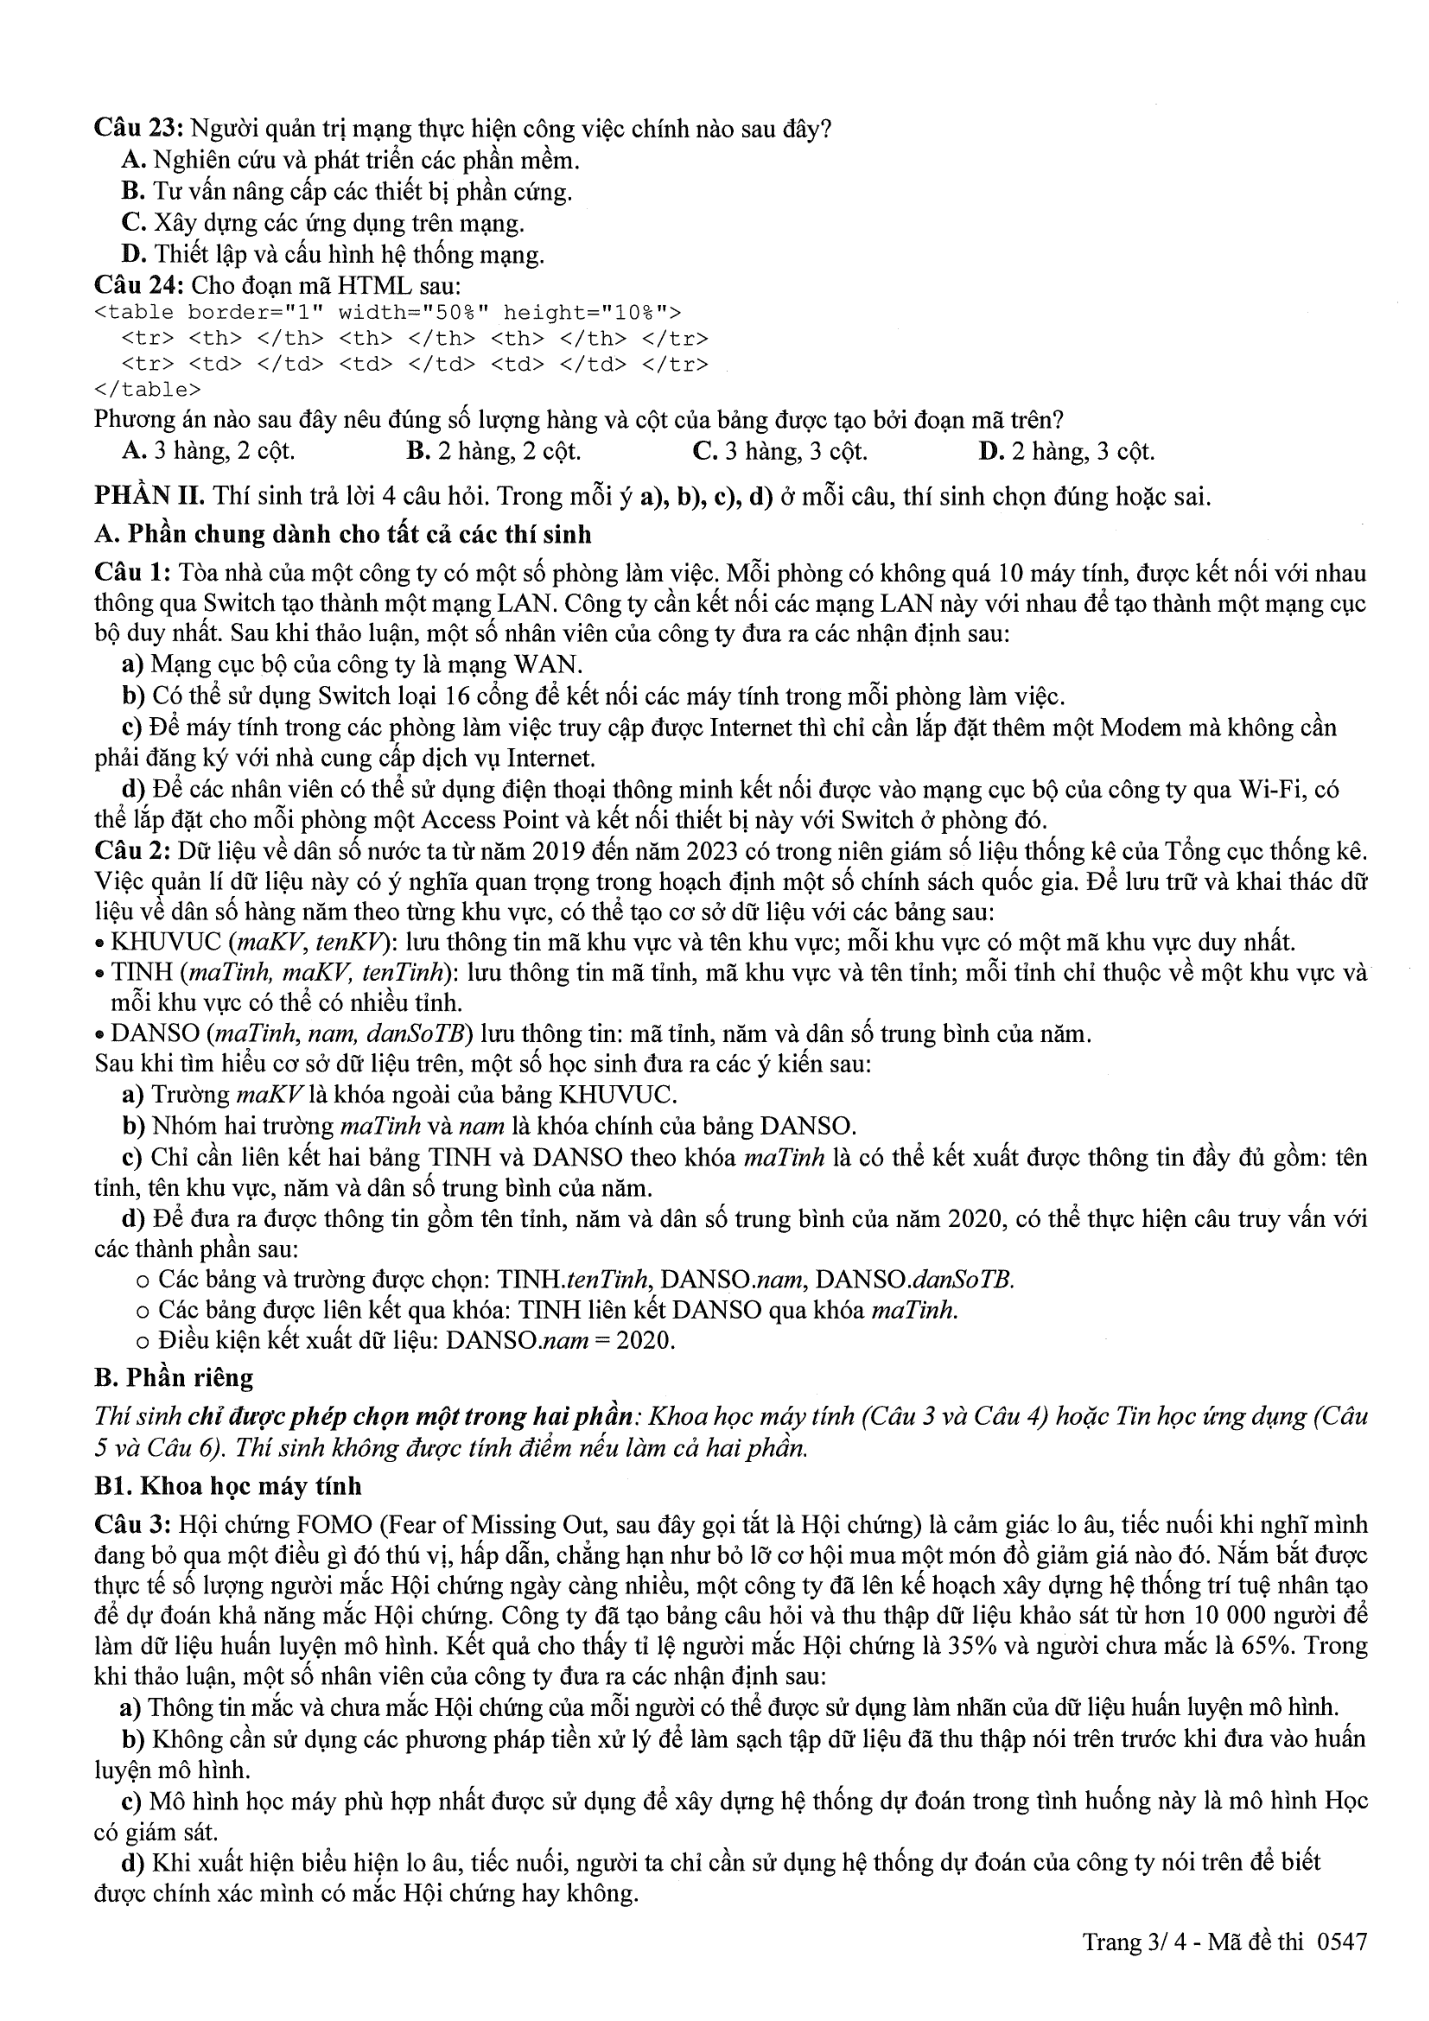 Câu 23: Người quản trị mạng thực hiện công việc chính nào sau đây?
A. Nghiên cứu và phát triển các phần mềm.
B. Tư vấn nâng cấp các thiết bị phần cứng.
C. Xây dựng các ứng dụng trên mạng.
D. Thiết lập và cấu hình hệ thống mạng.
Câu 24: Cho đoạn mã HTML sau:
<table border="1" width="50%" height="10%">
<tr> <th> </th> <th> </th> <th> </th> </tr>
<tr> <td> </td> <td> </td> <td> </td> </tr>
</table>
Phương án nào sau đây nêu đúng số lượng hàng và cột của bảng được tạo bởi đoạn mã trên?
A. 3 hàng, 2 cột. B. 2 hàng, 2 cột. C. 3 hàng, 3 cột. D. 2 hàng, 3 cột.
PHẦN II. Thí sinh trả lời 4 câu hỏi. Trong mỗi ý a), b), c), d) ở mỗi câu, thí sinh chọn đúng hoặc sai.
A. Phần chung dành cho tất cả các thí sinh
Câu 1: Tòa nhà của một công ty có một số phòng làm việc. Mỗi phòng có không quá 10 máy tính, được kết nối với nhau
thông qua Switch tạo thành một mạng LAN. Công ty cần kết nối các mạng LAN này với nhau để tạo thành một mạng cục
bộ duy nhất. Sau khi thảo luận, một số nhân viên của công ty đưa ra các nhận định sau:
a) Mạng cục bộ của công ty là mạng WAN.
b) Có thể sử dụng Switch loại 16 cổng để kết nối các máy tính trong mỗi phòng làm việc.
c) Để máy tính trong các phòng làm việc truy cập được Internet thì chỉ cần lắp đặt thêm một Modem mà không cần
phải đăng ký với nhà cung cấp dịch vụ Internet.
d) Để các nhân viên có thể sử dụng điện thoại thông minh kết nối được vào mạng cục bộ của công ty qua Wi-Fi, có
thể lắp đặt cho mỗi phòng một Access Point và kết nối thiết bị này với Switch ở phòng đó.
Câu 2: Dữ liệu về dân số nước ta từ năm 2019 đến năm 2023 có trong niên giám số liệu thống kê của Tổng cục thống kê.
Việc quản lí dữ liệu này có ý nghĩa quan trọng trong hoạch định một số chính sách quốc gia. Để lưu trữ và khai thác dữ
liệu về dân số hàng năm theo từng khu vực, có thể tạo cơ sở dữ liệu với các bảng sau:
• KHUVUC (maKV, tenKV): lưu thông tin mã khu vực và tên khu vực; mỗi khu vực có một mã khu vực duy nhất.
• TINH (maTinh, maKV, tenTinh): lưu thông tin mã tỉnh, mã khu vực và tên tỉnh; mỗi tỉnh chỉ thuộc về một khu vực và
mỗi khu vực có thể có nhiều tỉnh.
• DANSO (maTinh, nam, danSoTB) lưu thông tin: mã tỉnh, năm và dân số trung bình của năm.
Sau khi tìm hiểu cơ sở dữ liệu trên, một số học sinh đưa ra các ý kiến sau:
a) Trường maKV là khóa ngoài của bảng KHUVUC.
b) Nhóm hai trường maTinh và nam là khóa chính của bảng DANSO.
c) Chỉ cần liên kết hai bảng TINH và DANSO theo khóa maTinh là có thể kết xuất được thông tin đầy đủ gồm: tên
tỉnh, tên khu vực, năm và dân số trung bình của năm.
d) Để đưa ra được thông tin gồm tên tỉnh, năm và dân số trung bình của năm 2020, có thể thực hiện câu truy vấn với
các thành phần sau:
o Các bảng và trường được chọn: TINH.tenTinh, DANSO.nam, DANSO.danSoTB.
o Các bảng được liên kết qua khóa: TINH liên kết DANSO qua khóa maTinh.
o Điều kiện kết xuất dữ liệu: DANSO.nam = 2020.
B. Phần riêng
Thí sinh chỉ được phép chọn một trong hai phần: Khoa học máy tính (Câu 3 và Câu 4) hoặc Tin học ứng dụng (Câu
5 và Câu 6). Thí sinh không được tính điểm nếu làm cả hai phần.
B1. Khoa học máy tính
Câu 3: Hội chứng FOMO (Fear of Missing Out, sau đây gọi tắt là Hội chứng) là cảm giác lo âu, tiếc nuối khi nghĩ mình
đang bỏ qua một điều gì đó thú vị, hấp dẫn, chẳng hạn như bỏ lỡ cơ hội mua một món đồ giảm giá nào đó. Nắm bắt được
thực tế số lượng người mắc Hội chứng ngày càng nhiều, một công ty đã lên kế hoạch xây dựng hệ thống trí tuệ nhân tạo
để dự đoán khả năng mắc Hội chứng. Công ty đã tạo bảng câu hỏi và thu thập dữ liệu khảo sát từ hơn 10 000 người để
làm dữ liệu huấn luyện mô hình. Kết quả cho thấy tỉ lệ người mắc Hội chứng là 35% và người chưa mắc là 65%. Trong
khi thảo luận, một số nhân viên của công ty đưa ra các nhận định sau:
a) Thông tin mắc và chưa mắc Hội chứng của mỗi người có thể được sử dụng làm nhãn của dữ liệu huấn luyện mô hình.
b) Không cần sử dụng các phương pháp tiền xử lý để làm sạch tập dữ liệu đã thu thập nói trên trước khi đưa vào huấn
luyện mô hình.
c) Mô hình học máy phù hợp nhất được sử dụng để xây dựng hệ thống dự đoán trong tình huống này là mô hình Học
có giám sát.
d) Khi xuất hiện biểu hiện lo âu, tiếc nuối, người ta chỉ cần sử dụng hệ thống dự đoán của công ty nói trên để biết
được chính xác mình có mắc Hội chứng hay không.
Trang 3/ 4 - Mã đề thi 0547